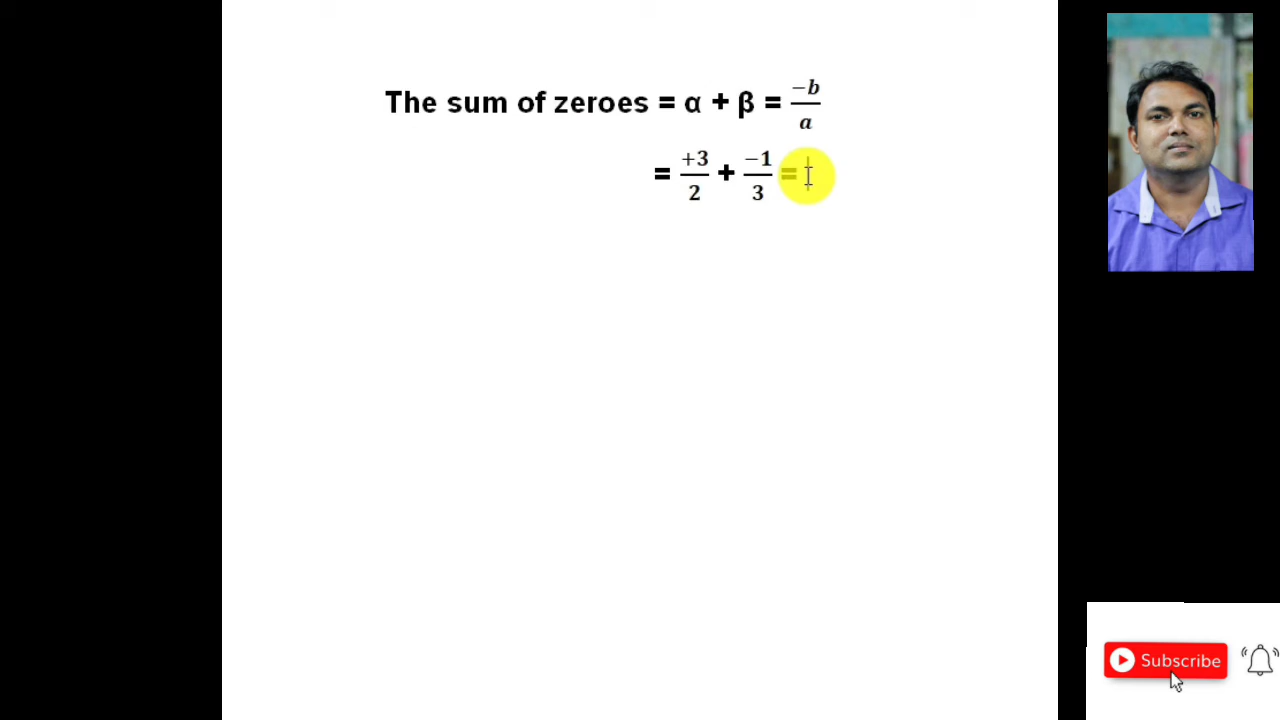 The sum of zeroes = α + β = −b/a
= +3/2 + −1/3 =
Subscribe